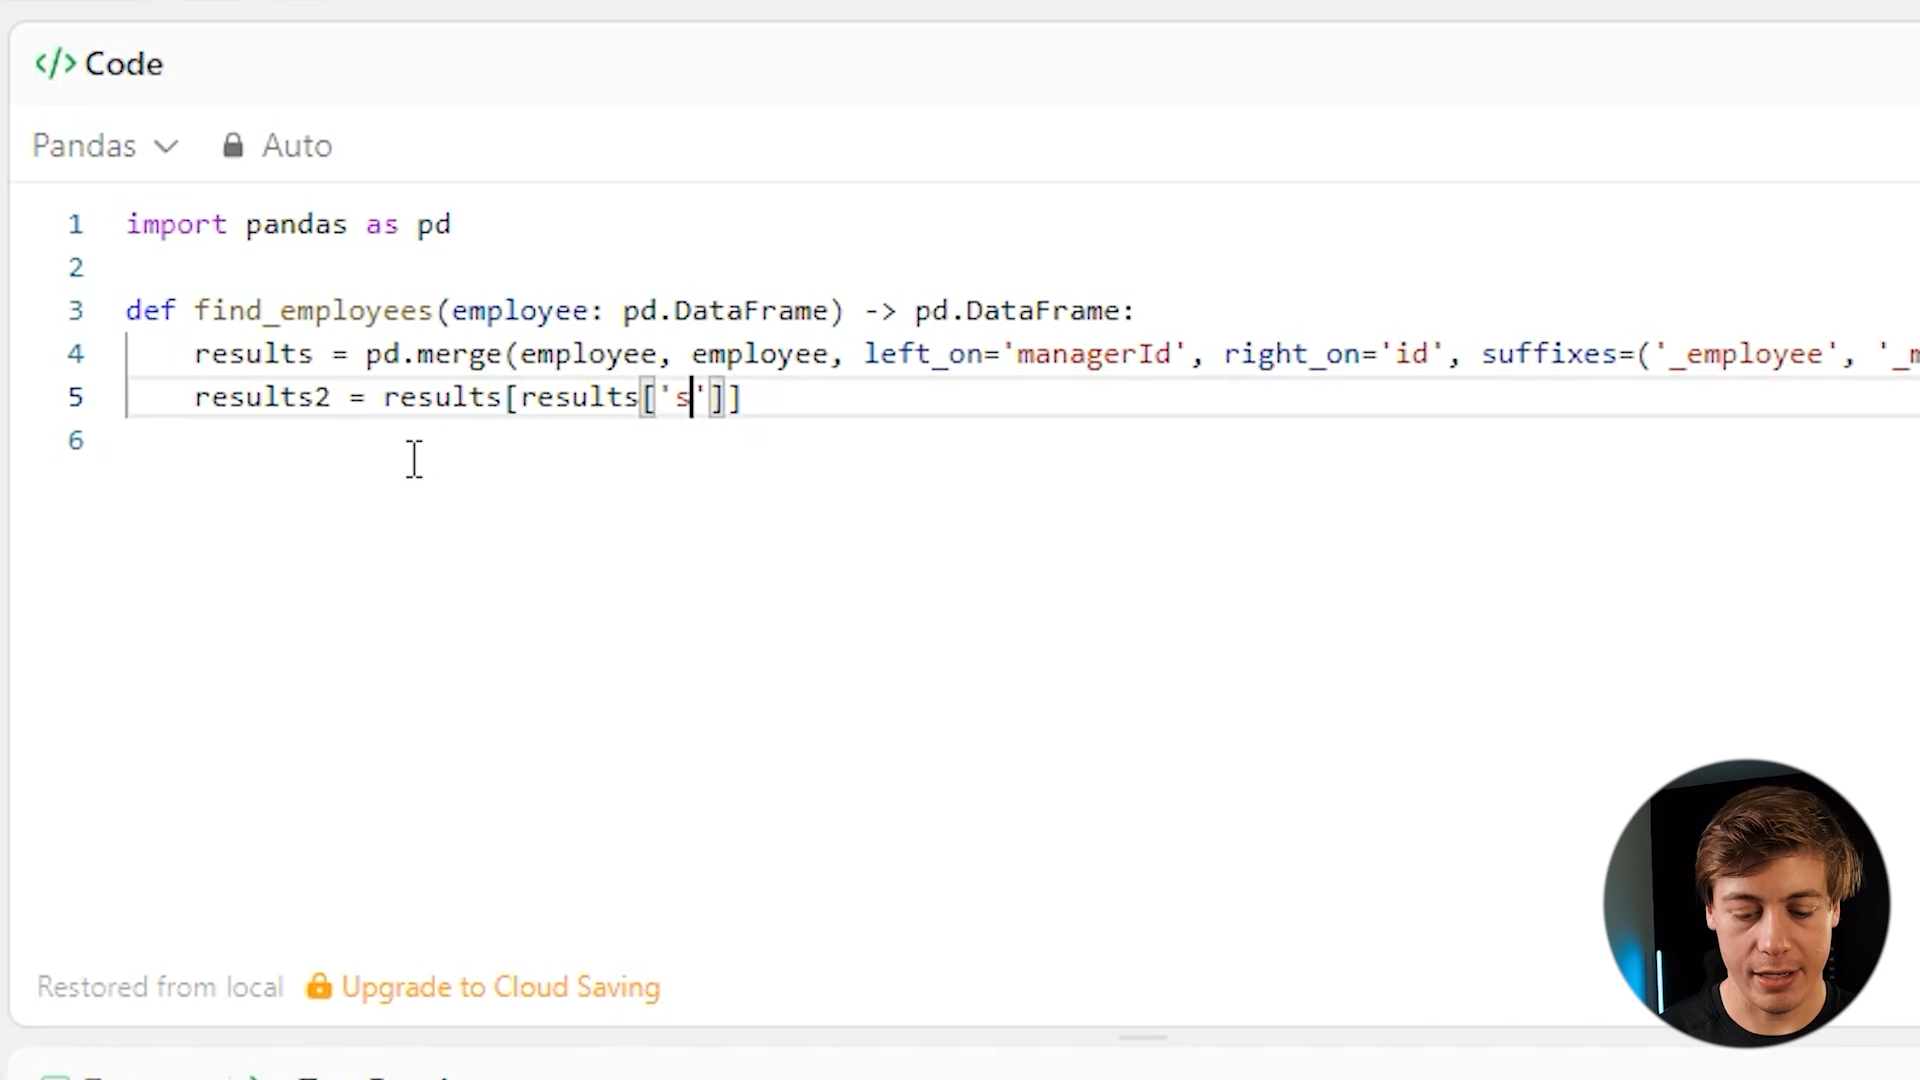 </> Code
Pandas Auto
1 import pandas as pd
2
3 def find_employees(employee: pd.DataFrame) -> pd.DataFrame:
4 results = pd.merge(employee, employee, left_on='managerId', right_on='id', suffixes=('_employee', '_m
5 results2 = results[results['s']]
6
Restored from local Upgrade to Cloud Saving